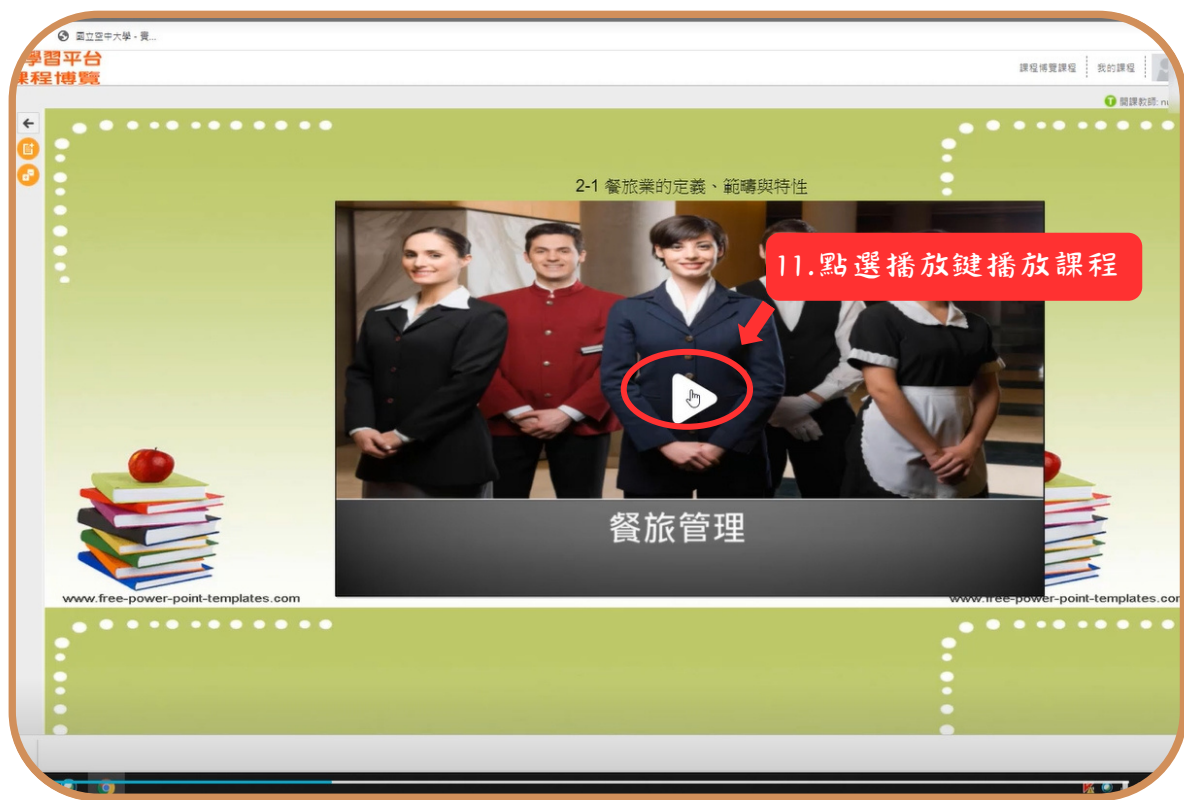 國立空中大學 - 竇...
學習平台
課程博覽
課程博覽課程
我的課程
開課教師: nu
2-1 餐旅業的定義、範疇與特性
11.點選播放鍵播放課程
餐旅管理
www.free-power-point-templates.com
www.free-power-point-templates.com